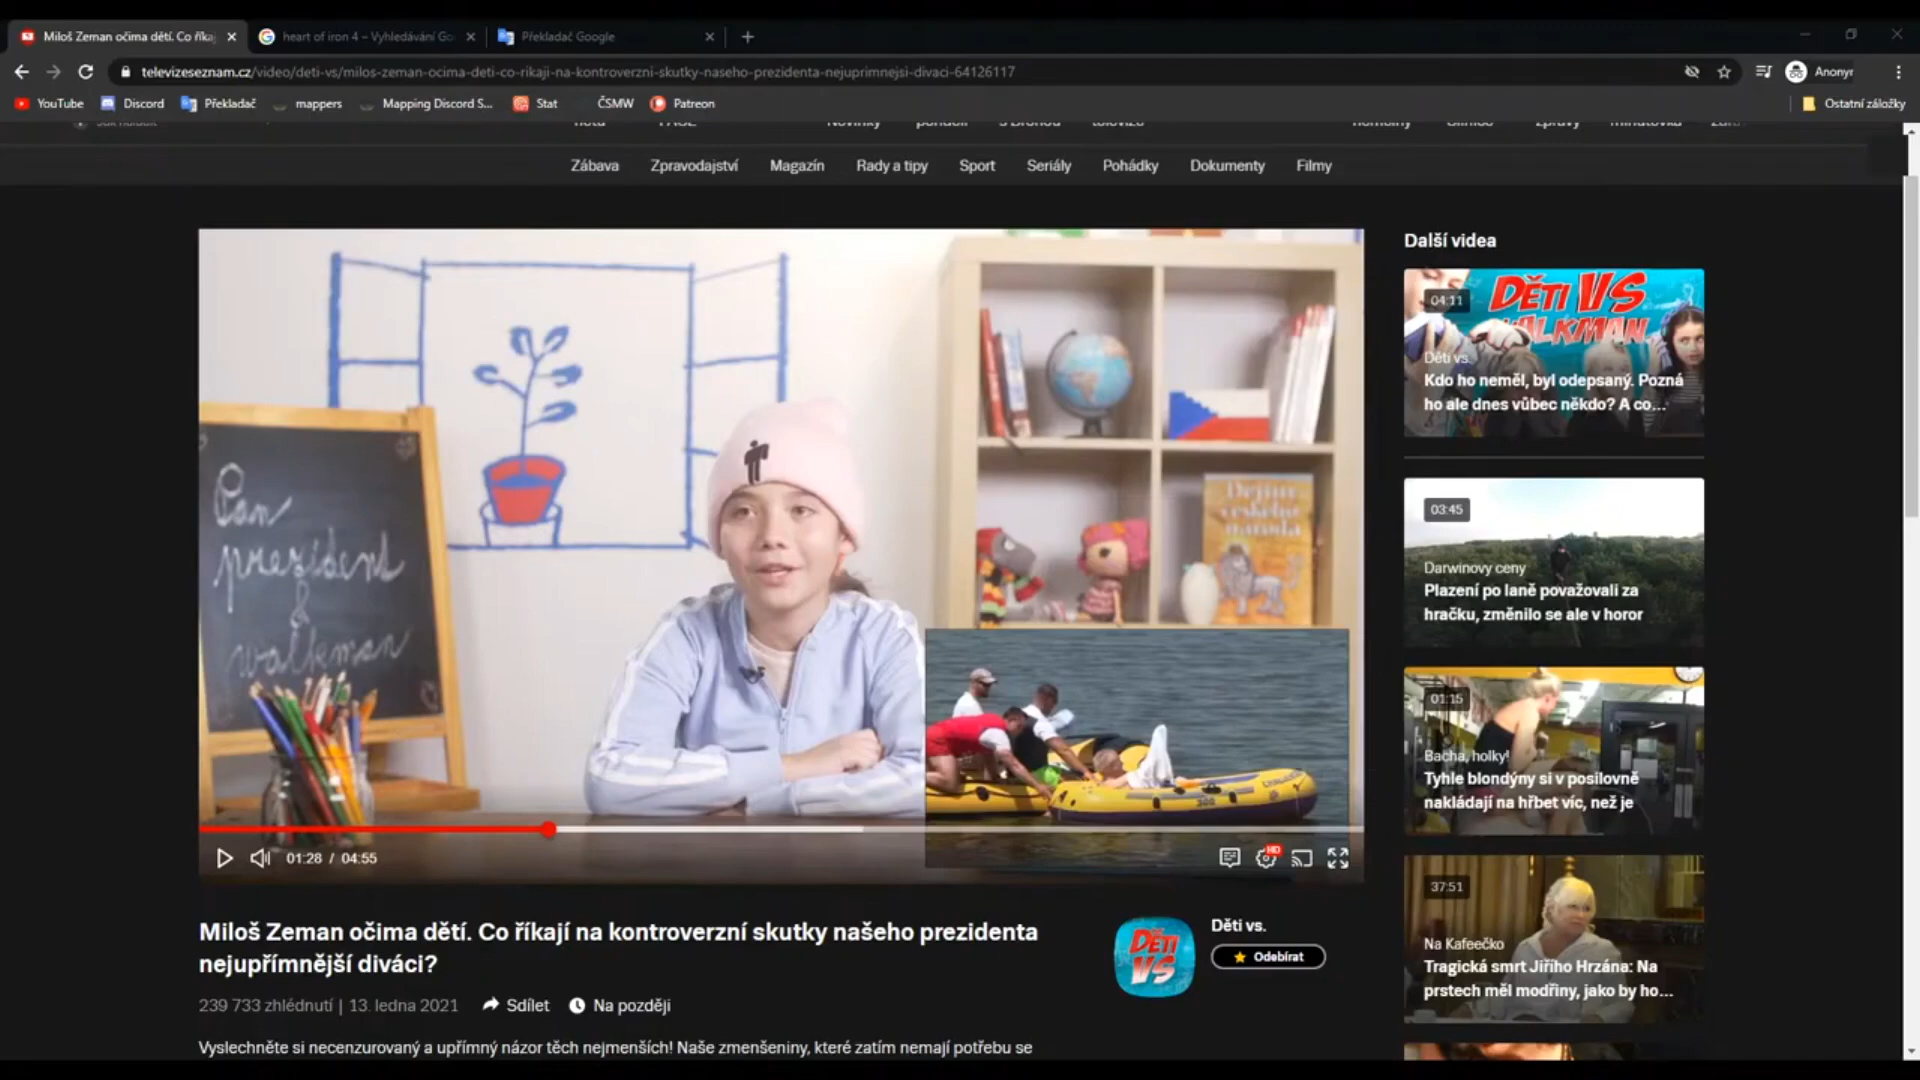 Miloš Zeman očima dětí. Co říka
heart of iron 4 – Vyhledávání Go
Překladač Google
televizeseznam.cz/video/deti-vs/milos-zeman-ocima-deti-co-rikaji-na-kontroverzni-skutky-naseho-prezidenta-nejuprimnejsi-divaci-64126117
Anonyr
YouTube
Discord
Překladač
mappers
Mapping Discord S...
Stat
ČSMW
Patreon
Ostatní záložky
Zábava
Zpravodajství
Magazín
Rady a tipy
Sport
Seriály
Pohádky
Dokumenty
Filmy
Pan
prezident
&
walkman
Dějiny
českého
národa
300
01:28 / 04:55
HD
Další videa
04:11
DĚTI VS
WALKMAN
Děti vs.
Kdo ho neměl, byl odepsaný. Pozná
ho ale dnes vůbec někdo? A co...
03:45
Darwinovy ceny
Plazení po laně považovali za
hračku, změnilo se ale v horor
01:15
Bacha, holky!
Tyhle blondýny si v posilovně
nakládají na hřbet víc, než je
37:51
Na Kafeečko
Tragická smrt Jiřího Hrzána: Na
prstech měl modřiny, jako by ho...
Miloš Zeman očima dětí. Co říkají na kontroverzní skutky našeho prezidenta
nejupřímnější diváci?
DĚTI
VS
Děti vs.
Odebírat
239 733 zhlédnutí | 13. ledna 2021
Sdílet
Na později
Vyslechněte si necenzurovaný a upřímný názor těch nejmenších! Naše zmenšeniny, které zatím nemají potřebu se